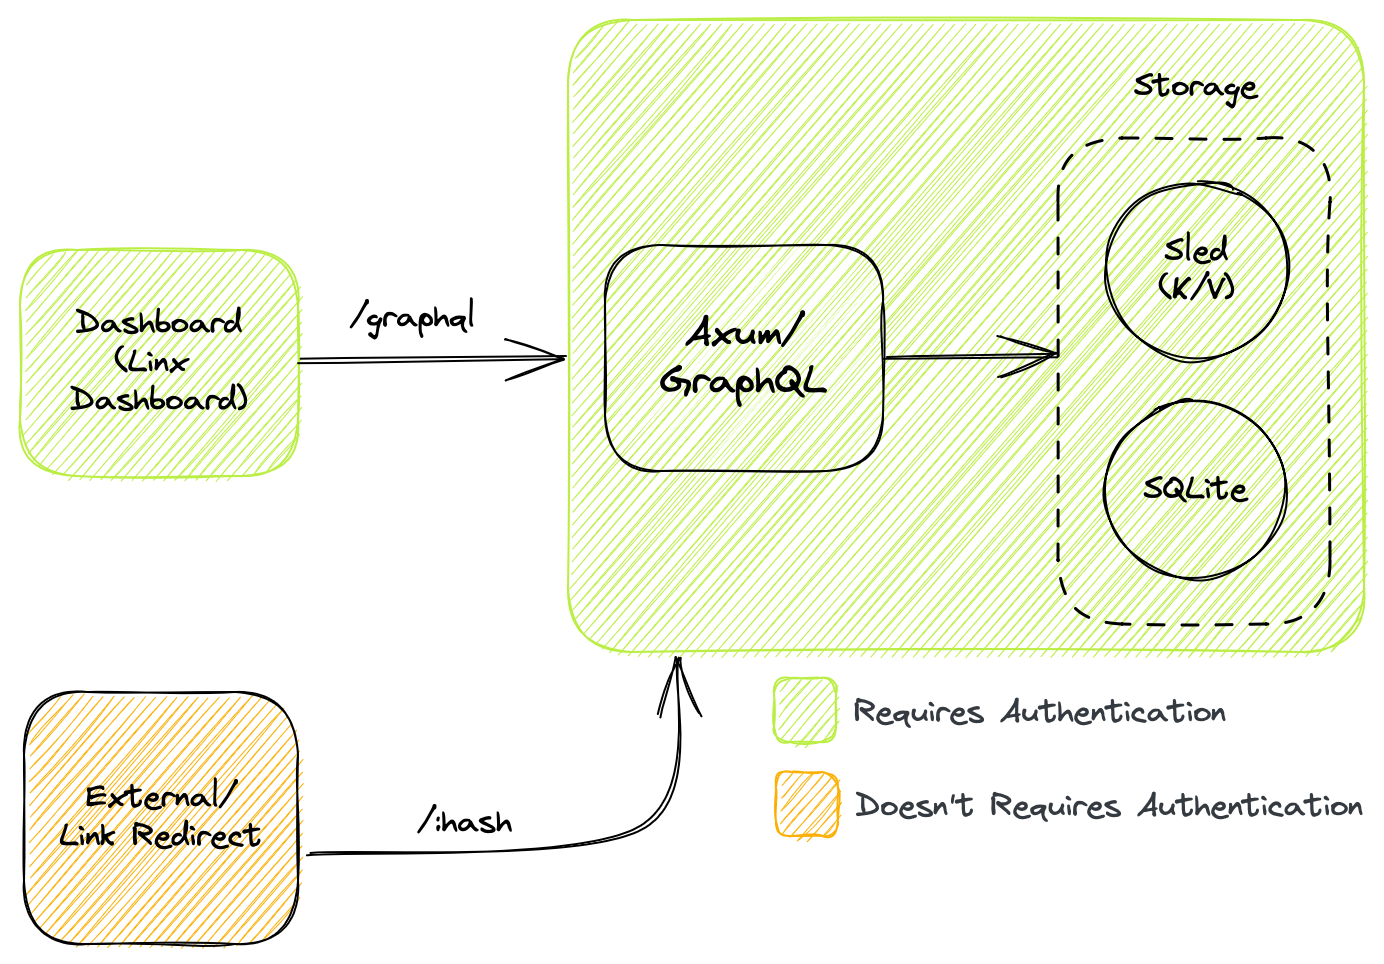 Storage
Sled
(K/V)
SQLite
Axum/
GraphQL
/graphql
Dashboard
(Linx
Dashboard)
Requires Authentication
Doesn't Requires Authentication
External/
Link Redirect
/:hash